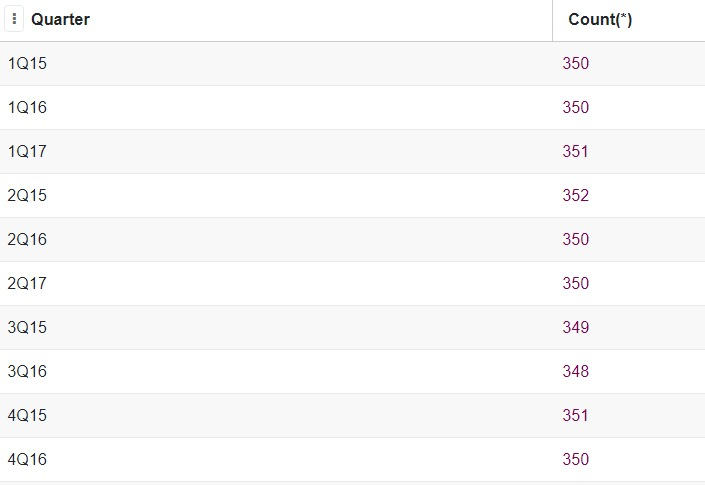 Quarter Count(*)
1Q15 350
1Q16 350
1Q17 351
2Q15 352
2Q16 350
2Q17 350
3Q15 349
3Q16 348
4Q15 351
4Q16 350